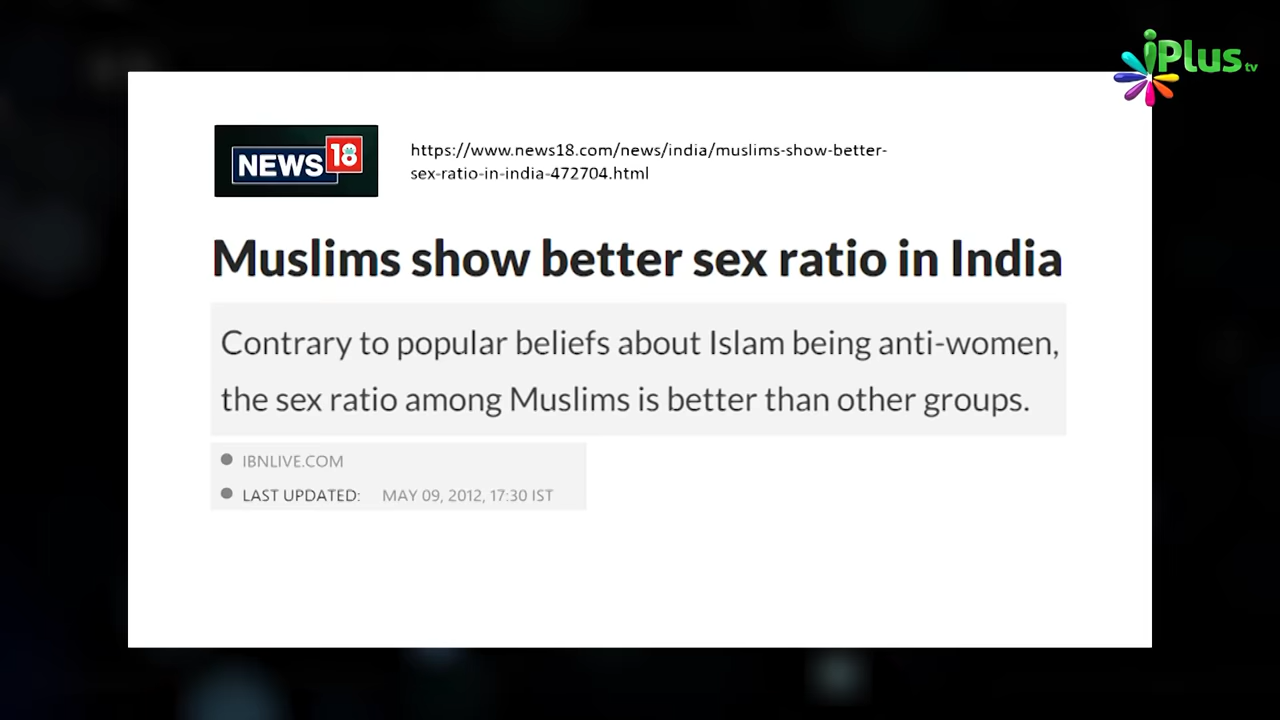 iPlus tv
NEWS 18
https://www.news18.com/news/india/muslims-show-better-
sex-ratio-in-india-472704.html
Muslims show better sex ratio in India
Contrary to popular beliefs about Islam being anti-women,
the sex ratio among Muslims is better than other groups.
IBNLIVE.COM
LAST UPDATED: MAY 09, 2012, 17:30 IST